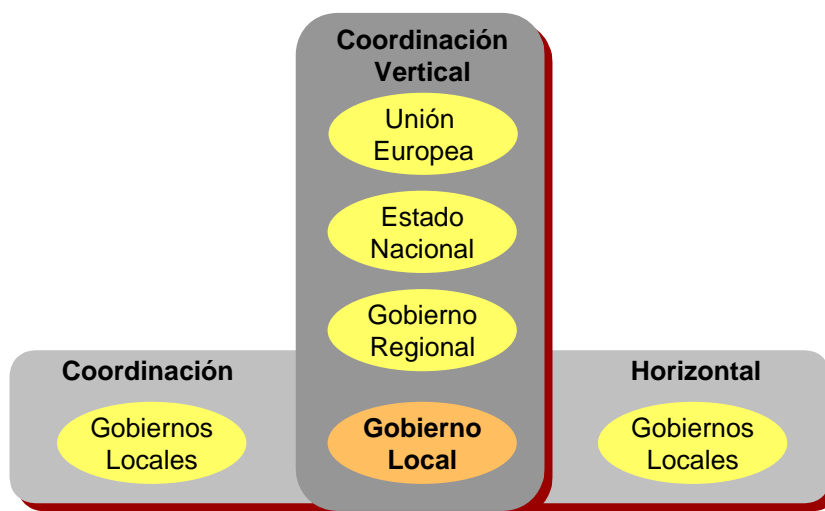 Coordinación
Vertical
Unión
Europea
Estado
Nacional
Gobierno
Regional
Coordinación
Horizontal
Gobiernos
Locales
Gobierno
Local
Gobiernos
Locales